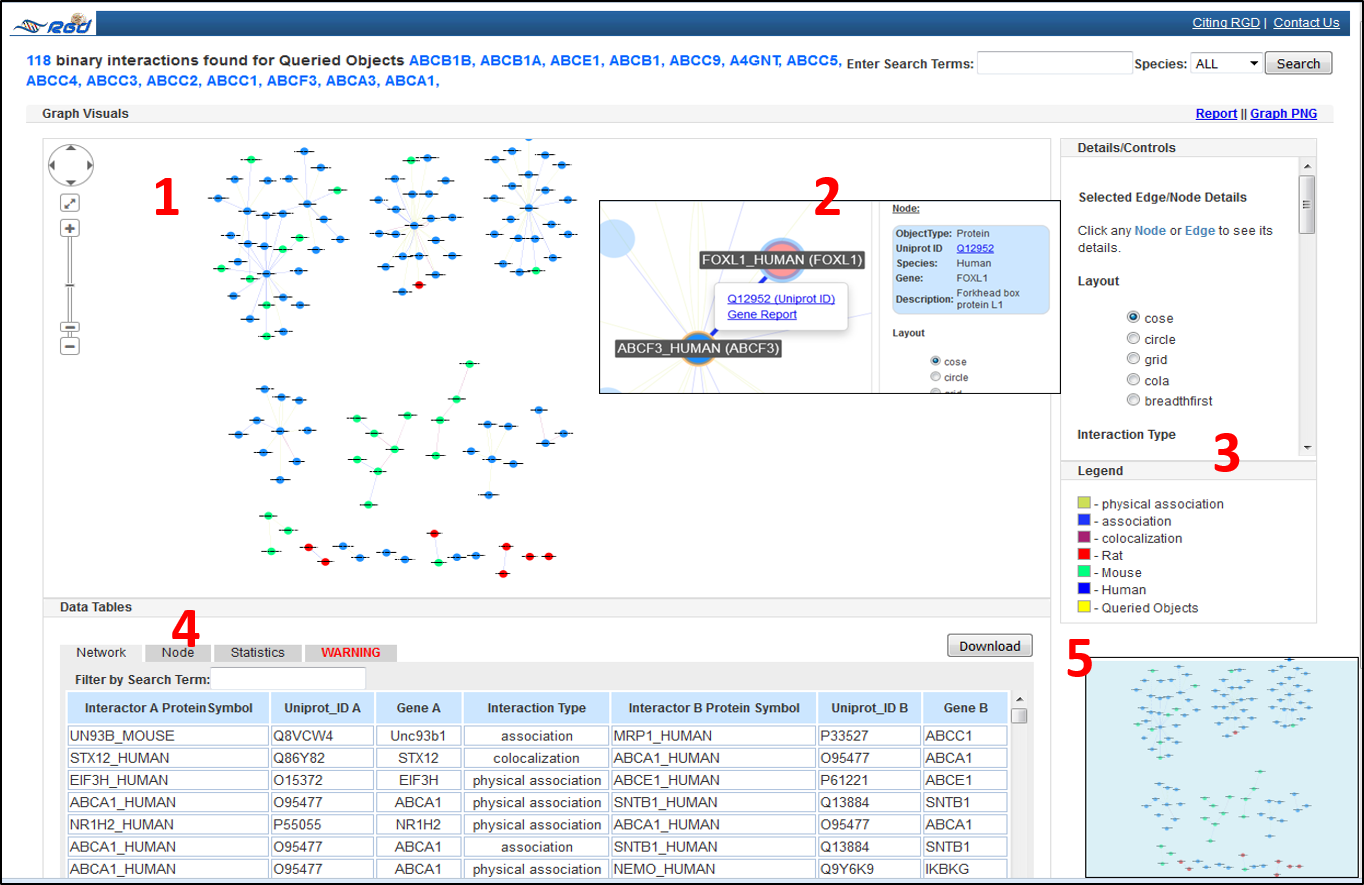 RGD
Citing RGD | Contact Us
118 binary interactions found for Queried Objects ABCB1B, ABCB1A, ABCE1, ABCB1, ABCC9, A4GNT, ABCC5,
ABCC4, ABCC3, ABCC2, ABCC1, ABCF3, ABCA3, ABCA1,
Enter Search Terms: Species: ALL Search
Graph Visuals
Report || Graph PNG
1
2
FOXL1_HUMAN (FOXL1)
Q12952 (Uniprot ID)
Gene Report
ABCF3_HUMAN (ABCF3)
Node:
ObjectType: Protein
Uniprot ID Q12952
Species: Human
Gene: FOXL1
Description: Forkhead box
protein L1
Layout
cose
circle
grid
Details/Controls
Selected Edge/Node Details
Click any Node or Edge to see its
details.
Layout
cose
circle
grid
cola
breadthfirst
Interaction Type
3
Legend
- physical association
- association
- colocalization
- Rat
- Mouse
- Human
- Queried Objects
Data Tables
4
Network Node Statistics WARNING Download
Filter by Search Term:
Interactor A Protein Symbol Uniprot_ID A Gene A Interaction Type Interactor B Protein Symbol Uniprot_ID B Gene B
UN93B_MOUSE Q8VCW4 Unc93b1 association MRP1_HUMAN P33527 ABCC1
STX12_HUMAN Q86Y82 STX12 colocalization ABCA1_HUMAN O95477 ABCA1
EIF3H_HUMAN O15372 EIF3H physical association ABCE1_HUMAN P61221 ABCE1
ABCA1_HUMAN O95477 ABCA1 physical association SNTB1_HUMAN Q13884 SNTB1
NR1H2_HUMAN P55055 NR1H2 physical association ABCA1_HUMAN O95477 ABCA1
ABCA1_HUMAN O95477 ABCA1 association SNTB1_HUMAN Q13884 SNTB1
ABCA1_HUMAN O95477 ABCA1 physical association NEMO_HUMAN Q9Y6K9 IKBKG
5